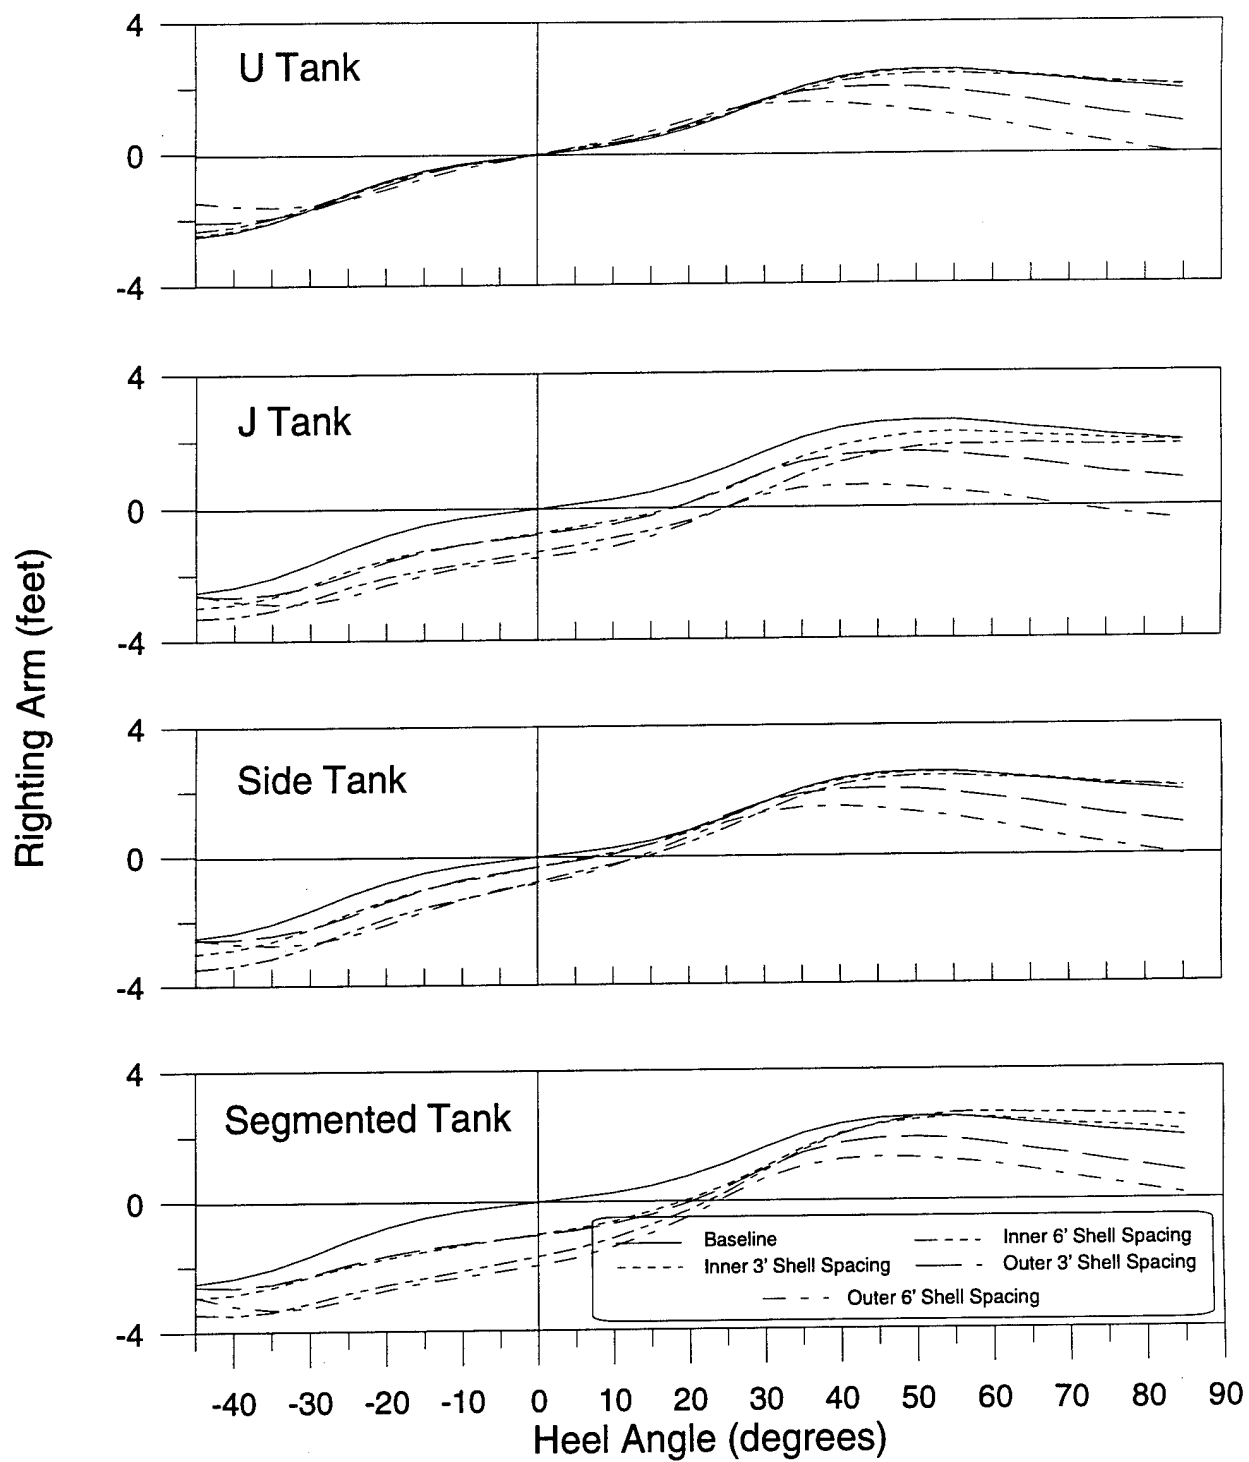 4
U Tank
0
-4
4
J Tank
0
-4
Righting Arm (feet)
4
Side Tank
0
-4
4
Segmented Tank
0
Baseline
Inner 6' Shell Spacing
Inner 3' Shell Spacing
Outer 3' Shell Spacing
Outer 6' Shell Spacing
-4
-40 -30 -20 -10 0 10 20 30 40 50 60 70 80 90
Heel Angle (degrees)